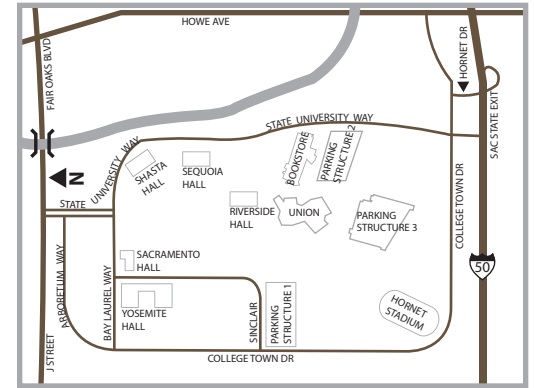 HOWE AVE
FAIR OAKS BLVD
HORNET DR
SAC STATE EXIT
STATE UNIVERSITY WAY
UNIVERSITY WAY
STATE
N
SHASTA
HALL
SEQUOIA
HALL
BOOKSTORE
PARKING
STRUCTURE 2
RIVERSIDE
HALL
UNION
PARKING
STRUCTURE 3
COLLEGE TOWN DR
SACRAMENTO
HALL
ARBORETUM WAY
BAY LAUREL WAY
YOSEMITE
HALL
SINCLAIR
PARKING
STRUCTURE 1
HORNET
STADIUM
50
J STREET
COLLEGE TOWN DR